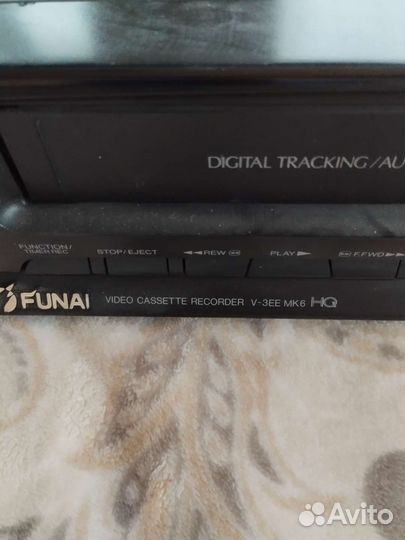 DIGITAL TRACKING/AU
FUNCTION/
TIMER REC
STOP/EJECT
◀◀REW
PLAY▶
F.FWD▶▶
FUNAI
VIDEO CASSETTE RECORDER V-3EE MK6 HQ
Avito